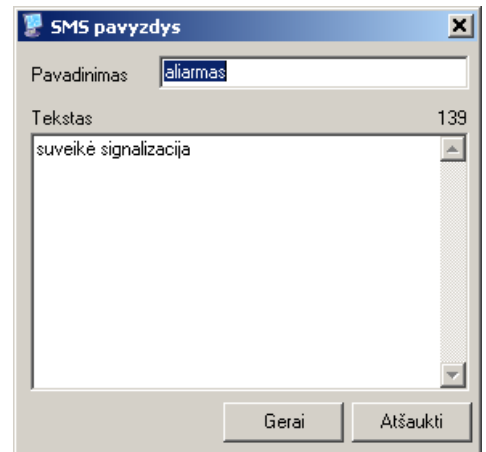 SMS pavyzdys
Pavadinimas aliarmas
Tekstas 139
suveikė signalizacija
Gerai Atšaukti